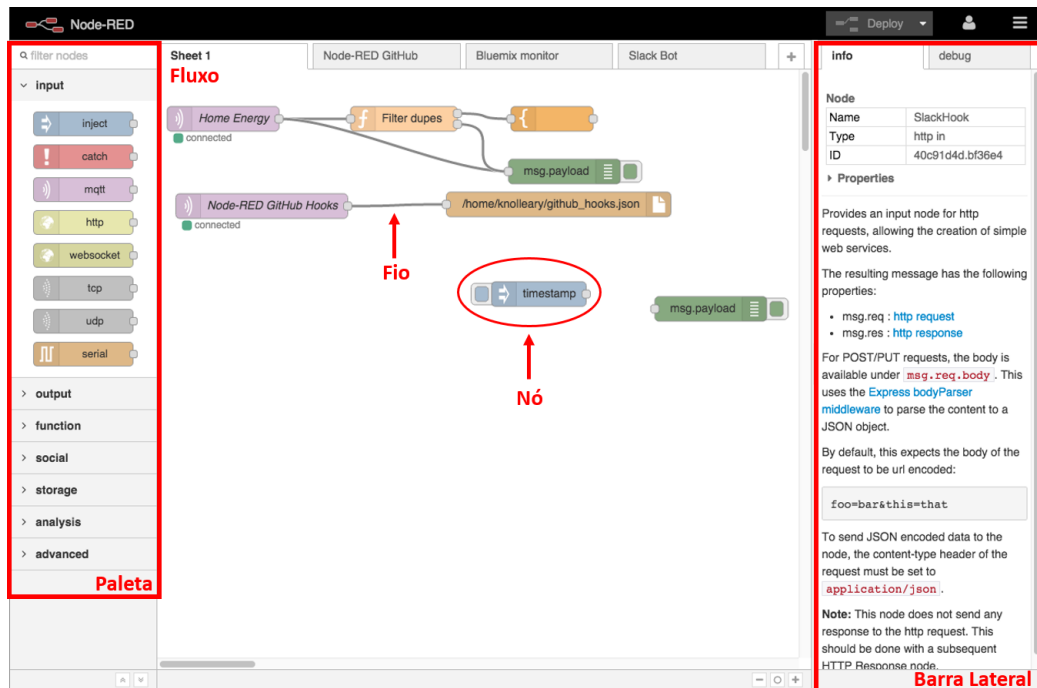 Node-RED
Deploy
filter nodes
input
inject
catch
mqtt
http
websocket
tcp
udp
serial
output
function
social
storage
analysis
advanced
Paleta
Sheet 1
Node-RED GitHub
Bluemix monitor
Slack Bot
+
Fluxo
Home Energy
connected
f
Filter dupes
{
msg.payload
Node-RED GitHub Hooks
connected
/home/knolleary/github_hooks.json
Fio
timestamp
msg.payload
Nó
info
debug
Node
Name SlackHook
Type http in
ID 40c91d4d.bf36e4
Properties
Provides an input node for http
requests, allowing the creation of simple
web services.
The resulting message has the following
properties:
• msg.req : http request
• msg.res : http response
For POST/PUT requests, the body is
available under msg.req.body . This
uses the Express bodyParser
middleware to parse the content to a
JSON object.
By default, this expects the body of the
request to be url encoded:
foo=bar&this=that
To send JSON encoded data to the
node, the content-type header of the
request must be set to
application/json .
Note: This node does not send any
response to the http request. This
should be done with a subsequent
HTTP Response node.
Barra Lateral